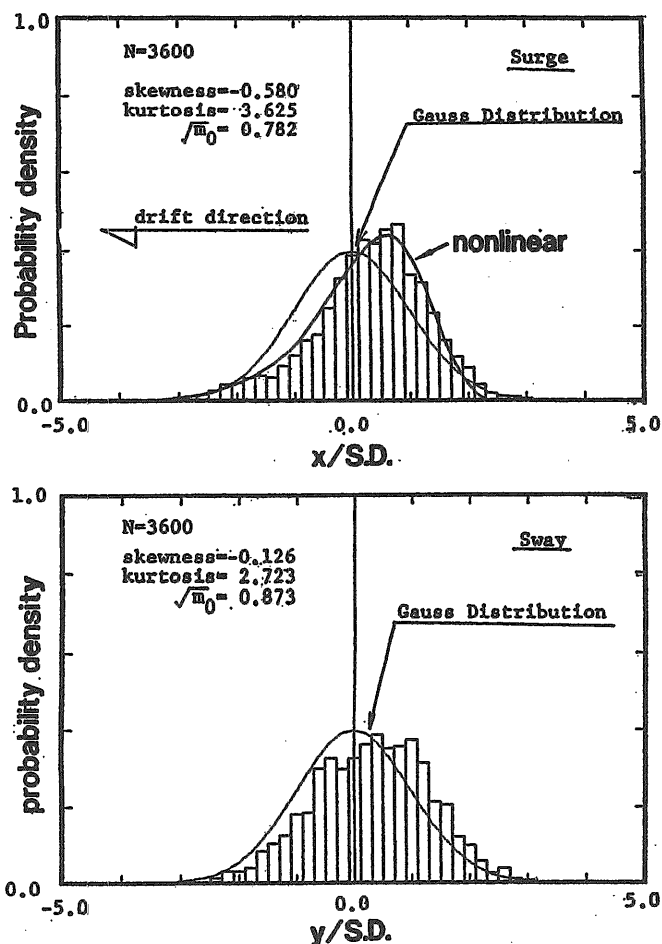 1.0
N=3600
Surge
skewness=-0.580
kurtosis= 3.625
√m₀= 0.782
Gauss Distribution
drift direction
nonlinear
Probability density
0.0
-5.0
0.0
5.0
x/S.D.
1.0
N=3600
Sway
skewness=-0.126
kurtosis= 2.723
√m₀= 0.873
Gauss Distribution
probability density
0.0
-5.0
0.0
5.0
y/S.D.